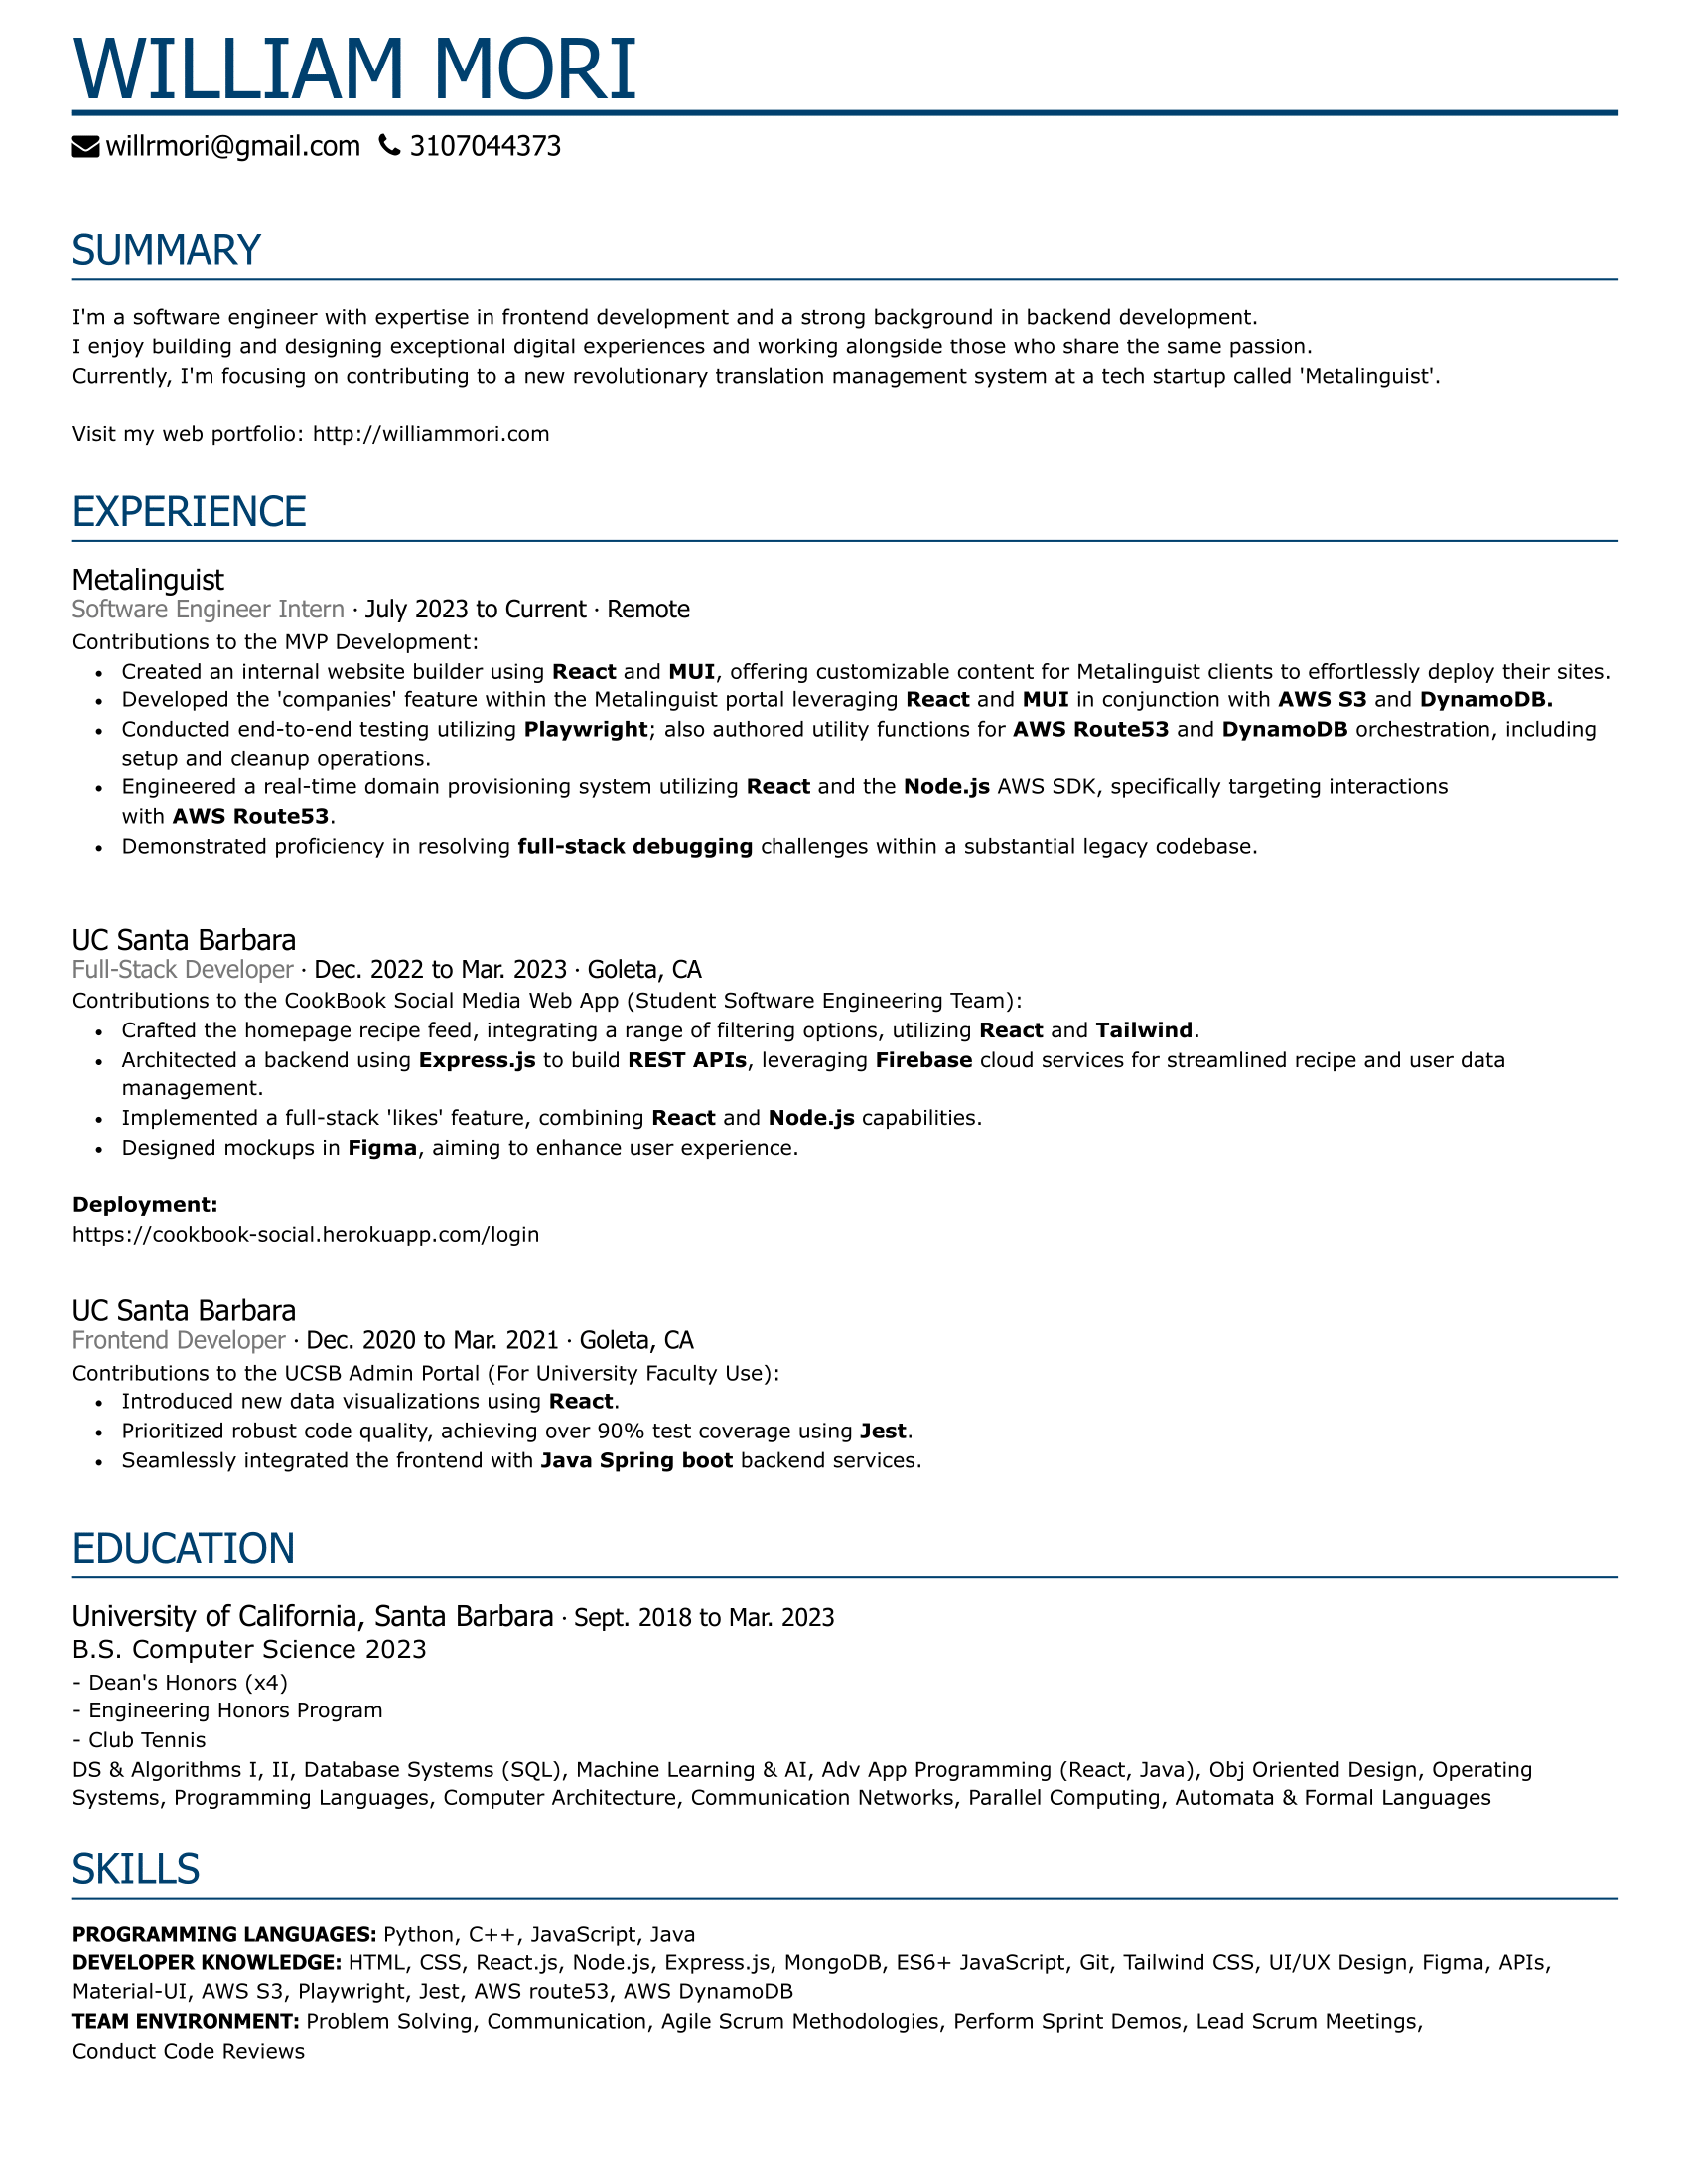 WILLIAM MORI
willrmori@gmail.com 3107044373
SUMMARY
I'm a software engineer with expertise in frontend development and a strong background in backend development.
I enjoy building and designing exceptional digital experiences and working alongside those who share the same passion.
Currently, I'm focusing on contributing to a new revolutionary translation management system at a tech startup called 'Metalinguist'.
Visit my web portfolio: http://williammori.com
EXPERIENCE
Metalinguist
Software Engineer Intern · July 2023 to Current · Remote
Contributions to the MVP Development:
• Created an internal website builder using React and MUI, offering customizable content for Metalinguist clients to effortlessly deploy their sites.
• Developed the 'companies' feature within the Metalinguist portal leveraging React and MUI in conjunction with AWS S3 and DynamoDB.
• Conducted end-to-end testing utilizing Playwright; also authored utility functions for AWS Route53 and DynamoDB orchestration, including
setup and cleanup operations.
• Engineered a real-time domain provisioning system utilizing React and the Node.js AWS SDK, specifically targeting interactions
with AWS Route53.
• Demonstrated proficiency in resolving full-stack debugging challenges within a substantial legacy codebase.
UC Santa Barbara
Full-Stack Developer · Dec. 2022 to Mar. 2023 · Goleta, CA
Contributions to the CookBook Social Media Web App (Student Software Engineering Team):
• Crafted the homepage recipe feed, integrating a range of filtering options, utilizing React and Tailwind.
• Architected a backend using Express.js to build REST APIs, leveraging Firebase cloud services for streamlined recipe and user data
management.
• Implemented a full-stack 'likes' feature, combining React and Node.js capabilities.
• Designed mockups in Figma, aiming to enhance user experience.
Deployment:
https://cookbook-social.herokuapp.com/login
UC Santa Barbara
Frontend Developer · Dec. 2020 to Mar. 2021 · Goleta, CA
Contributions to the UCSB Admin Portal (For University Faculty Use):
• Introduced new data visualizations using React.
• Prioritized robust code quality, achieving over 90% test coverage using Jest.
• Seamlessly integrated the frontend with Java Spring boot backend services.
EDUCATION
University of California, Santa Barbara · Sept. 2018 to Mar. 2023
B.S. Computer Science 2023
- Dean's Honors (x4)
- Engineering Honors Program
- Club Tennis
DS & Algorithms I, II, Database Systems (SQL), Machine Learning & AI, Adv App Programming (React, Java), Obj Oriented Design, Operating
Systems, Programming Languages, Computer Architecture, Communication Networks, Parallel Computing, Automata & Formal Languages
SKILLS
PROGRAMMING LANGUAGES: Python, C++, JavaScript, Java
DEVELOPER KNOWLEDGE: HTML, CSS, React.js, Node.js, Express.js, MongoDB, ES6+ JavaScript, Git, Tailwind CSS, UI/UX Design, Figma, APIs,
Material-UI, AWS S3, Playwright, Jest, AWS route53, AWS DynamoDB
TEAM ENVIRONMENT: Problem Solving, Communication, Agile Scrum Methodologies, Perform Sprint Demos, Lead Scrum Meetings,
Conduct Code Reviews